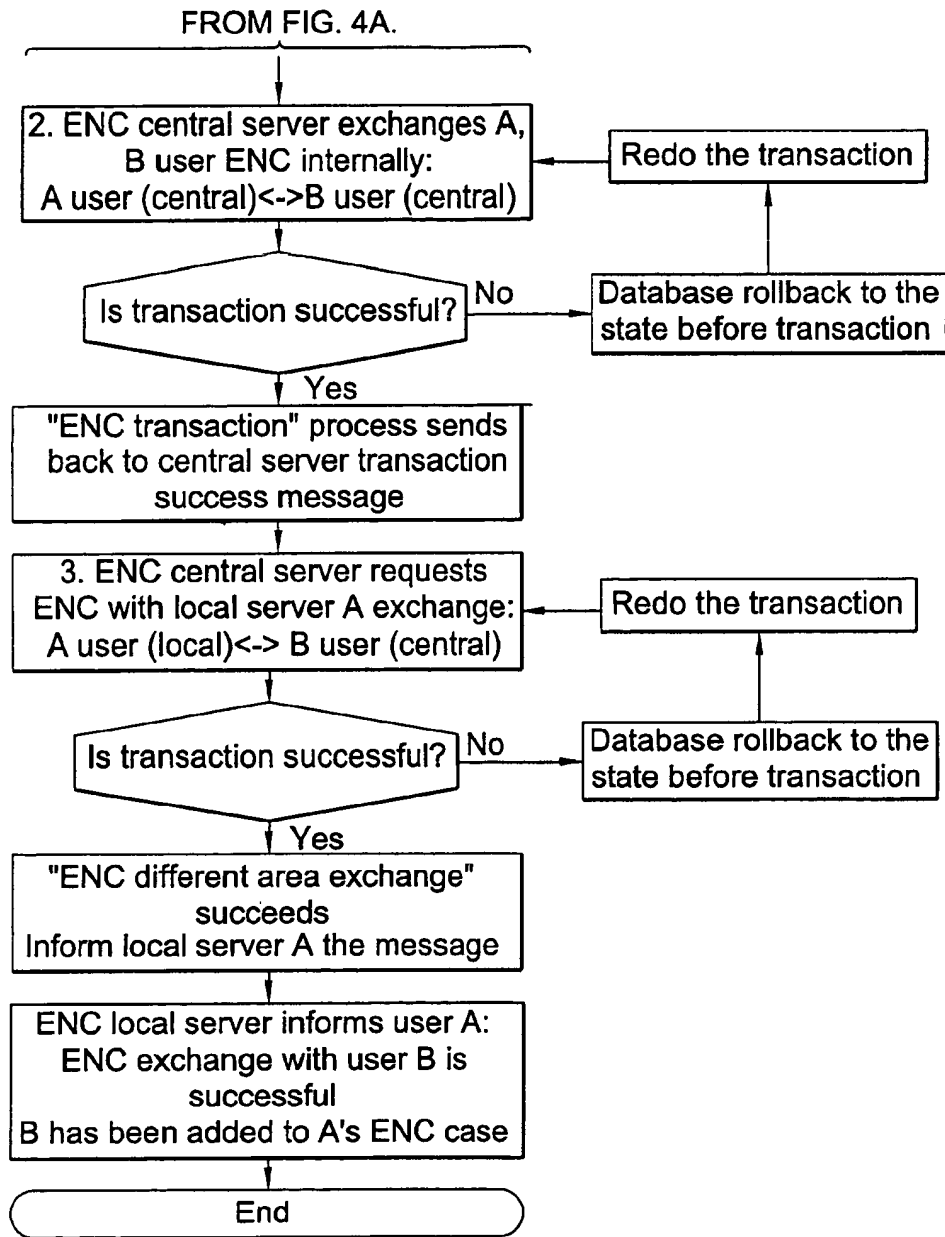 FROM FIG. 4A.
2. ENC central server exchanges A,
B user ENC internally:
A user (central)<->B user (central)
Redo the transaction
Is transaction successful?
No
Database rollback to the
state before transaction
Yes
"ENC transaction" process sends
back to central server transaction
success message
3. ENC central server requests
ENC with local server A exchange:
A user (local)<-> B user (central)
Redo the transaction
Is transaction successful?
No
Database rollback to the
state before transaction
Yes
"ENC different area exchange"
succeeds
Inform local server A the message
ENC local server informs user A:
ENC exchange with user B is
successful
B has been added to A's ENC case
End